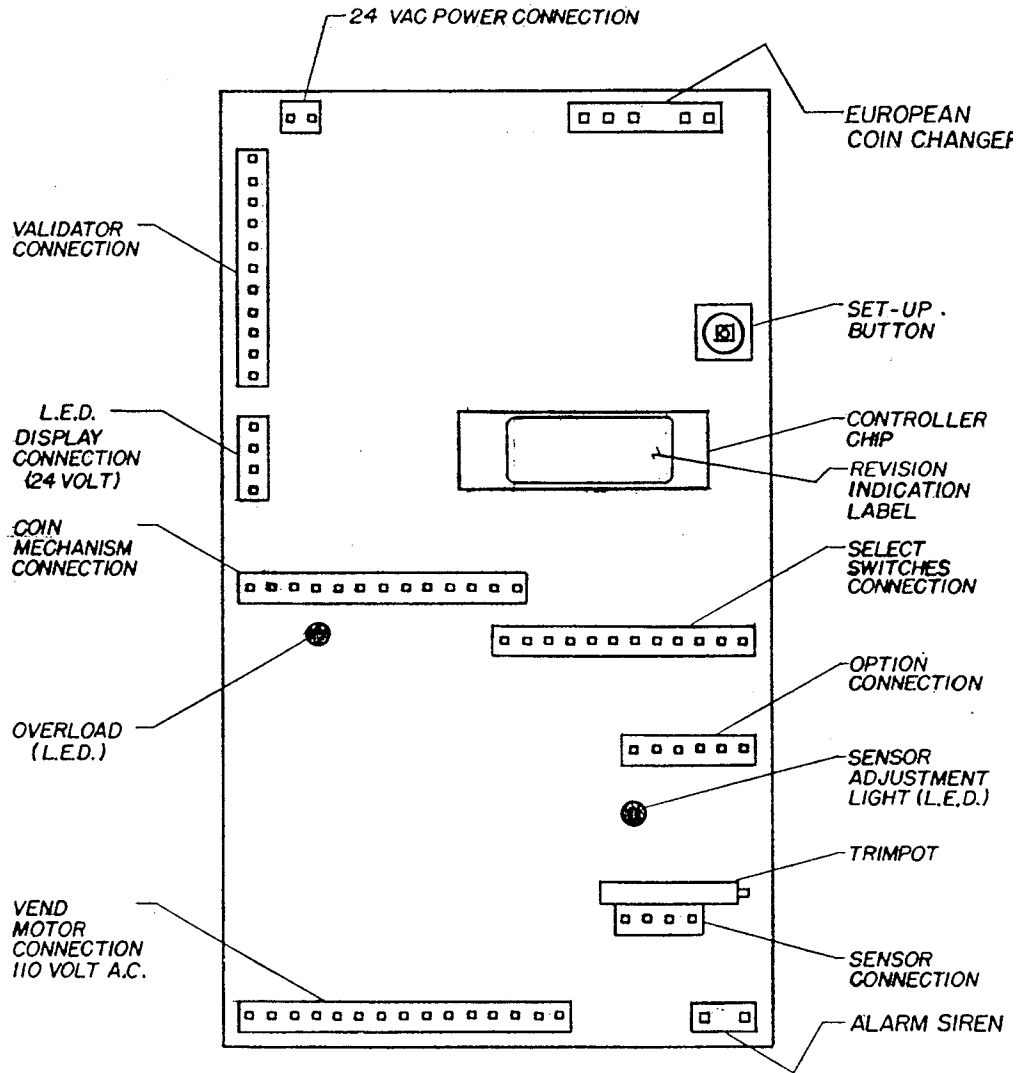 24 VAC POWER CONNECTION
EUROPEAN
COIN CHANGER
VALIDATOR
CONNECTION
SET-UP
BUTTON
L.E.D.
DISPLAY
CONNECTION
(24 VOLT)
CONTROLLER
CHIP
REVISION
INDICATION
LABEL
COIN
MECHANISM
CONNECTION
SELECT
SWITCHES
CONNECTION
OPTION
CONNECTION
OVERLOAD
(L.E.D.)
SENSOR
ADJUSTMENT
LIGHT (L.E.D.)
TRIMPOT
VEND
MOTOR
CONNECTION
110 VOLT A.C.
SENSOR
CONNECTION
ALARM SIREN